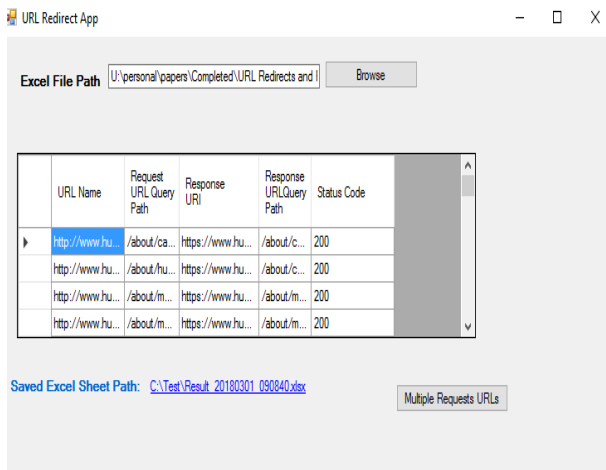 URL Redirect App
Excel File Path U:\personal\papers\Completed\URL Redirects and I Browse
URL Name Request URL Query Path Response URI Response URLQuery Path Status Code
http://www.hu... /about/ca... https://www.hu... /about/c... 200
http://www.hu... /about/hu... https://www.hu... /about/c... 200
http://www.hu... /about/m... https://www.hu... /about/m... 200
http://www.hu... /about/m... https://www.hu... /about/m... 200
Saved Excel Sheet Path: C:\Test\Result_20180301_090840.xlsx
Multiple Requests URLs